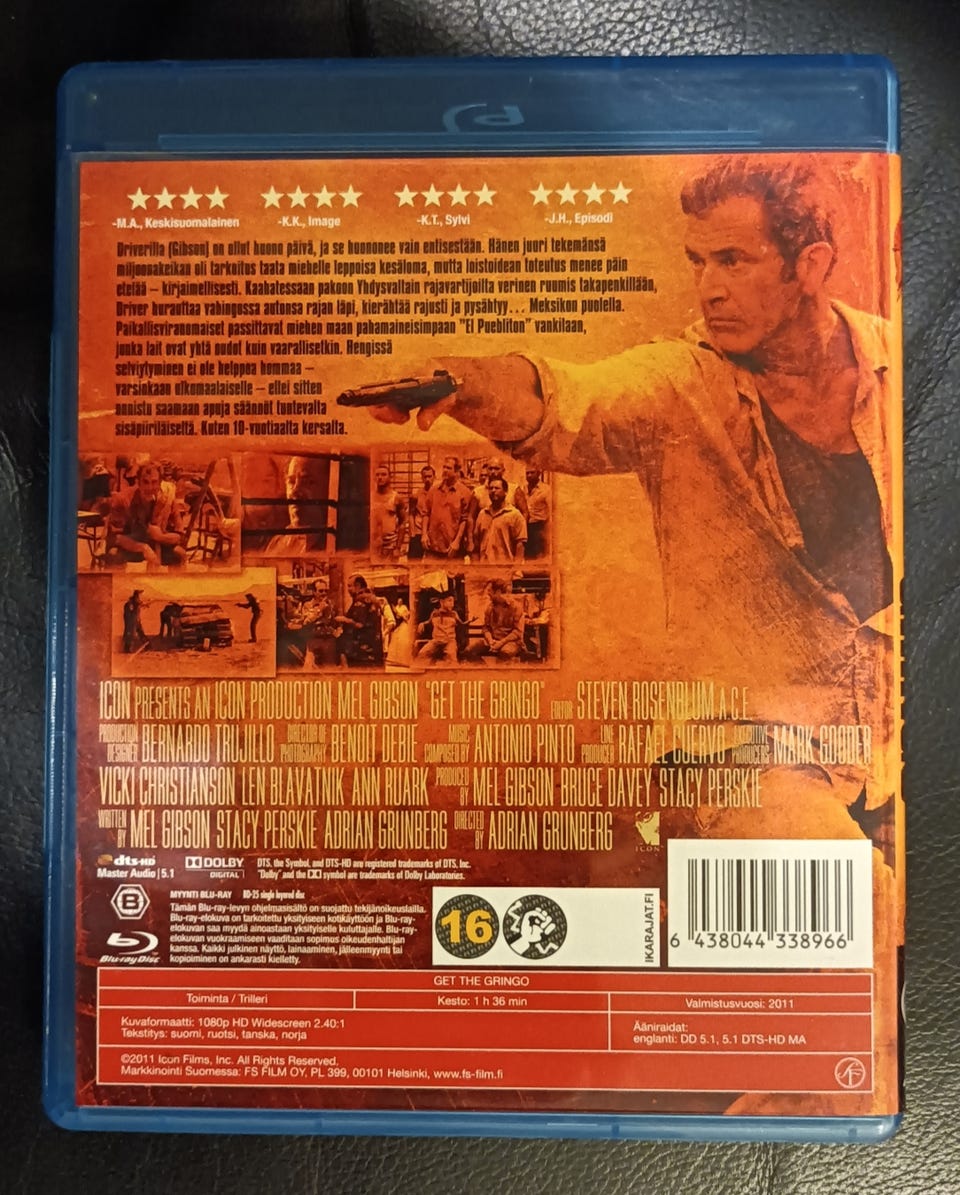 -M.A., Keskisuomalainen
-K.K., Image
-K.T., Sylvi
-J.H., Episodi
Driverilla (Gibson) on ollut huono päivä, ja se huononee vain entisestään. Hänen juuri tekemänsä
miljoonakeikan oli tarkoitus taata miehelle leppoisa kesäloma, mutta loistoidean toteutus menee päin
etelää – kirjaimellisesti. Kaahatessaan pakoon Yhdysvaltain rajavartijoilta verinen ruumis takapenkillään,
Driver hurauttaa vahingossa autonsa rajan läpi, kierähtää rajusti ja pysähtyy... Meksikon puolella.
Paikallisviranomaiset passittavat miehen maan pahamaineisimpaan "El Puebliton" vankilaan,
jonka lait ovat yhtä hudot kuin vaarallisetkin. Hengissä
selviytyminen ei ole helppoa hommaa –
varsinkaan ulkomaalaiselle – ellei sitten
onnistu saamaan apuja säännöt tuntevalta
sisäpiiriläiseltä. Kuten 10-vuotiaalta kersalta.
ICON PRESENTS AN ICON PRODUCTION MEL GIBSON "GET THE GRINGO" EDITOR STEVEN ROSENBLUM A.C.E.
PRODUCTION DESIGNER BERNARDO TRUJILLO DIRECTOR OF PHOTOGRAPHY BENOÎT DEBIE MUSIC COMPOSED BY ANTONIO PINTO LINE PRODUCER RAFAEL CUERVO EXECUTIVE PRODUCERS MARK GOODER
VICKI CHRISTIANSON LEN BLAVATNIK ANN RUARK PRODUCED BY MEL GIBSON BRUCE DAVEY STACY PERSKIE
WRITTEN BY MEL GIBSON STACY PERSKIE ADRIAN GRUNBERG DIRECTED BY ADRIAN GRUNBERG
ICON
dts-HD
Master Audio | 5.1
DOLBY
DIGITAL
DTS, the Symbol, and DTS-HD are registered trademarks of DTS, Inc.
"Dolby" and the DD symbol are trademarks of Dolby Laboratories.
B
MYYNTI BLU-RAY BD-25 single layered disc
Tämän Blu-ray-levyn ohjelmasisältö on suojattu tekijänoikeuslailla.
Blu-ray-elokuva on tarkoitettu yksityiseen kotikäyttöön ja Blu-ray-
elokuvan saa myydä ainoastaan yksityiselle kuluttajalle. Blu-ray-
elokuvan vuokraamiseen vaaditaan sopimus oikeudenhaltijan
kanssa. Kaikki julkinen näyttö, lainaaminen, jälleenmyynti tai
kopioiminen on ankarasti kielletty.
Blu-ray Disc
16
IKARAJAT.FI
6 438044 338966
GET THE GRINGO
Toiminta / Trilleri
Kesto: 1 h 36 min
Valmistusvuosi: 2011
Kuvaformaatti: 1080p HD Widescreen 2.40:1
Tekstitys: suomi, ruotsi, tanska, norja
Ääniraidat:
englanti: DD 5.1, 5.1 DTS-HD MA
©2011 Icon Films, Inc. All Rights Reserved.
Markkinointi Suomessa: FS FILM OY, PL 399, 00101 Helsinki, www.fs-film.fi
SF